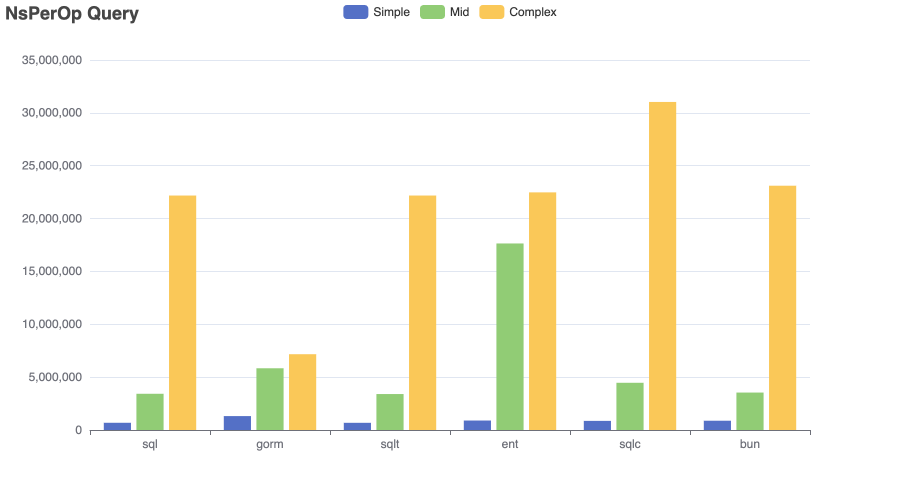 NsPerOp Query
Simple Mid Complex
35,000,000
30,000,000
25,000,000
20,000,000
15,000,000
10,000,000
5,000,000
0
sql gorm sqlt ent sqlc bun